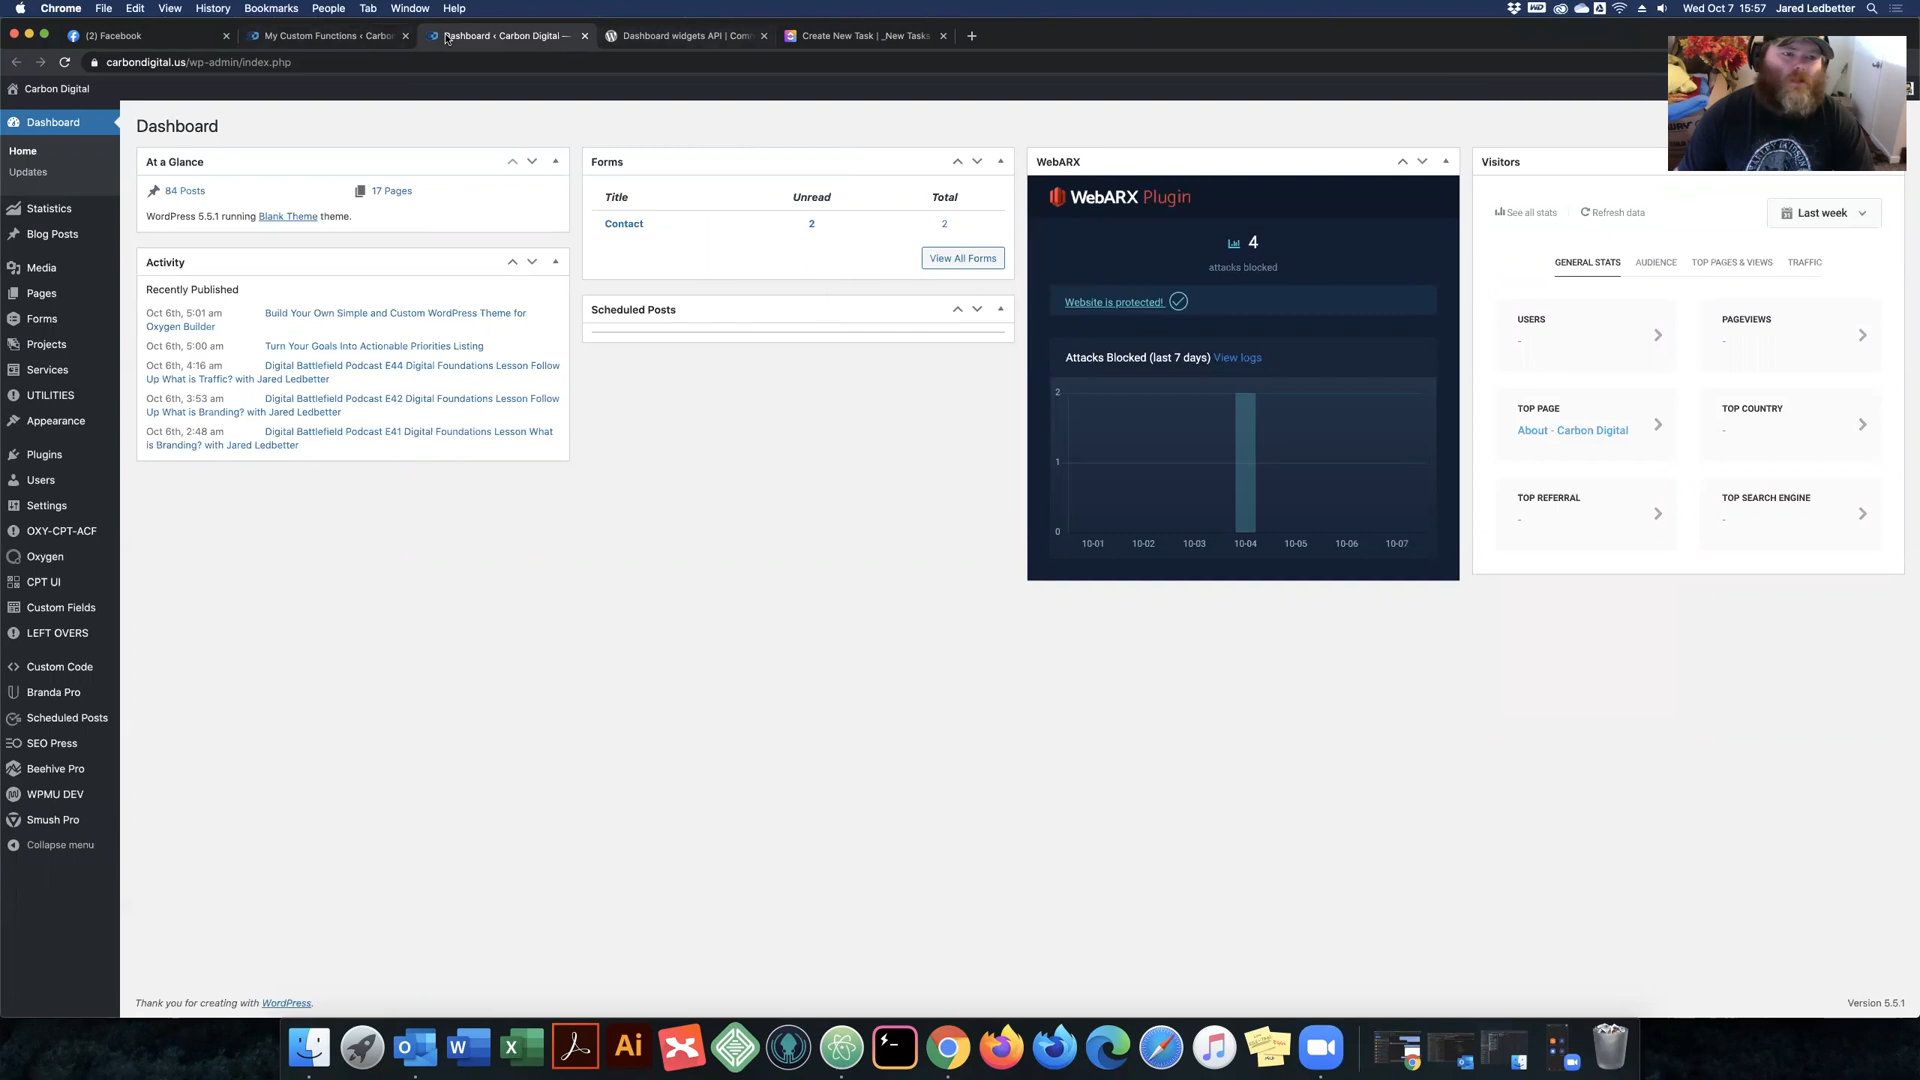 Chrome File Edit View History Bookmarks People Tab Window Help
Wed Oct 7 15:57 Jared Ledbetter
(2) Facebook
My Custom Functions ‹ Carbon
Dashboard ‹ Carbon Digital —
Dashboard widgets API | Com
Create New Task | _New Tasks
carbondigital.us/wp-admin/index.php
Carbon Digital
Dashboard
Home
Updates
Statistics
Blog Posts
Media
Pages
Forms
Projects
Services
UTILITIES
Appearance
Plugins
Users
Settings
OXY-CPT-ACF
Oxygen
CPT UI
Custom Fields
LEFT OVERS
Custom Code
Branda Pro
Scheduled Posts
SEO Press
Beehive Pro
WPMU DEV
Smush Pro
Collapse menu
Dashboard
At a Glance
84 Posts
17 Pages
WordPress 5.5.1 running Blank Theme theme.
Activity
Recently Published
Oct 6th, 5:01 am Build Your Own Simple and Custom WordPress Theme for
Oxygen Builder
Oct 6th, 5:00 am Turn Your Goals Into Actionable Priorities Listing
Oct 6th, 4:16 am Digital Battlefield Podcast E44 Digital Foundations Lesson Follow
Up What is Traffic? with Jared Ledbetter
Oct 6th, 3:53 am Digital Battlefield Podcast E42 Digital Foundations Lesson Follow
Up What is Branding? with Jared Ledbetter
Oct 6th, 2:48 am Digital Battlefield Podcast E41 Digital Foundations Lesson What
is Branding? with Jared Ledbetter
Forms
Title Unread Total
Contact 2 2
View All Forms
Scheduled Posts
WebARX
WebARX Plugin
4
attacks blocked
Website is protected!
Attacks Blocked (last 7 days) View logs
2
1
0
10-01 10-02 10-03 10-04 10-05 10-06 10-07
Visitors
See all stats
Refresh data
Last week
GENERAL STATS AUDIENCE TOP PAGES & VIEWS TRAFFIC
USERS
-
PAGEVIEWS
-
TOP PAGE
About - Carbon Digital
TOP COUNTRY
-
TOP REFERRAL
-
TOP SEARCH ENGINE
-
Thank you for creating with WordPress.
Version 5.5.1